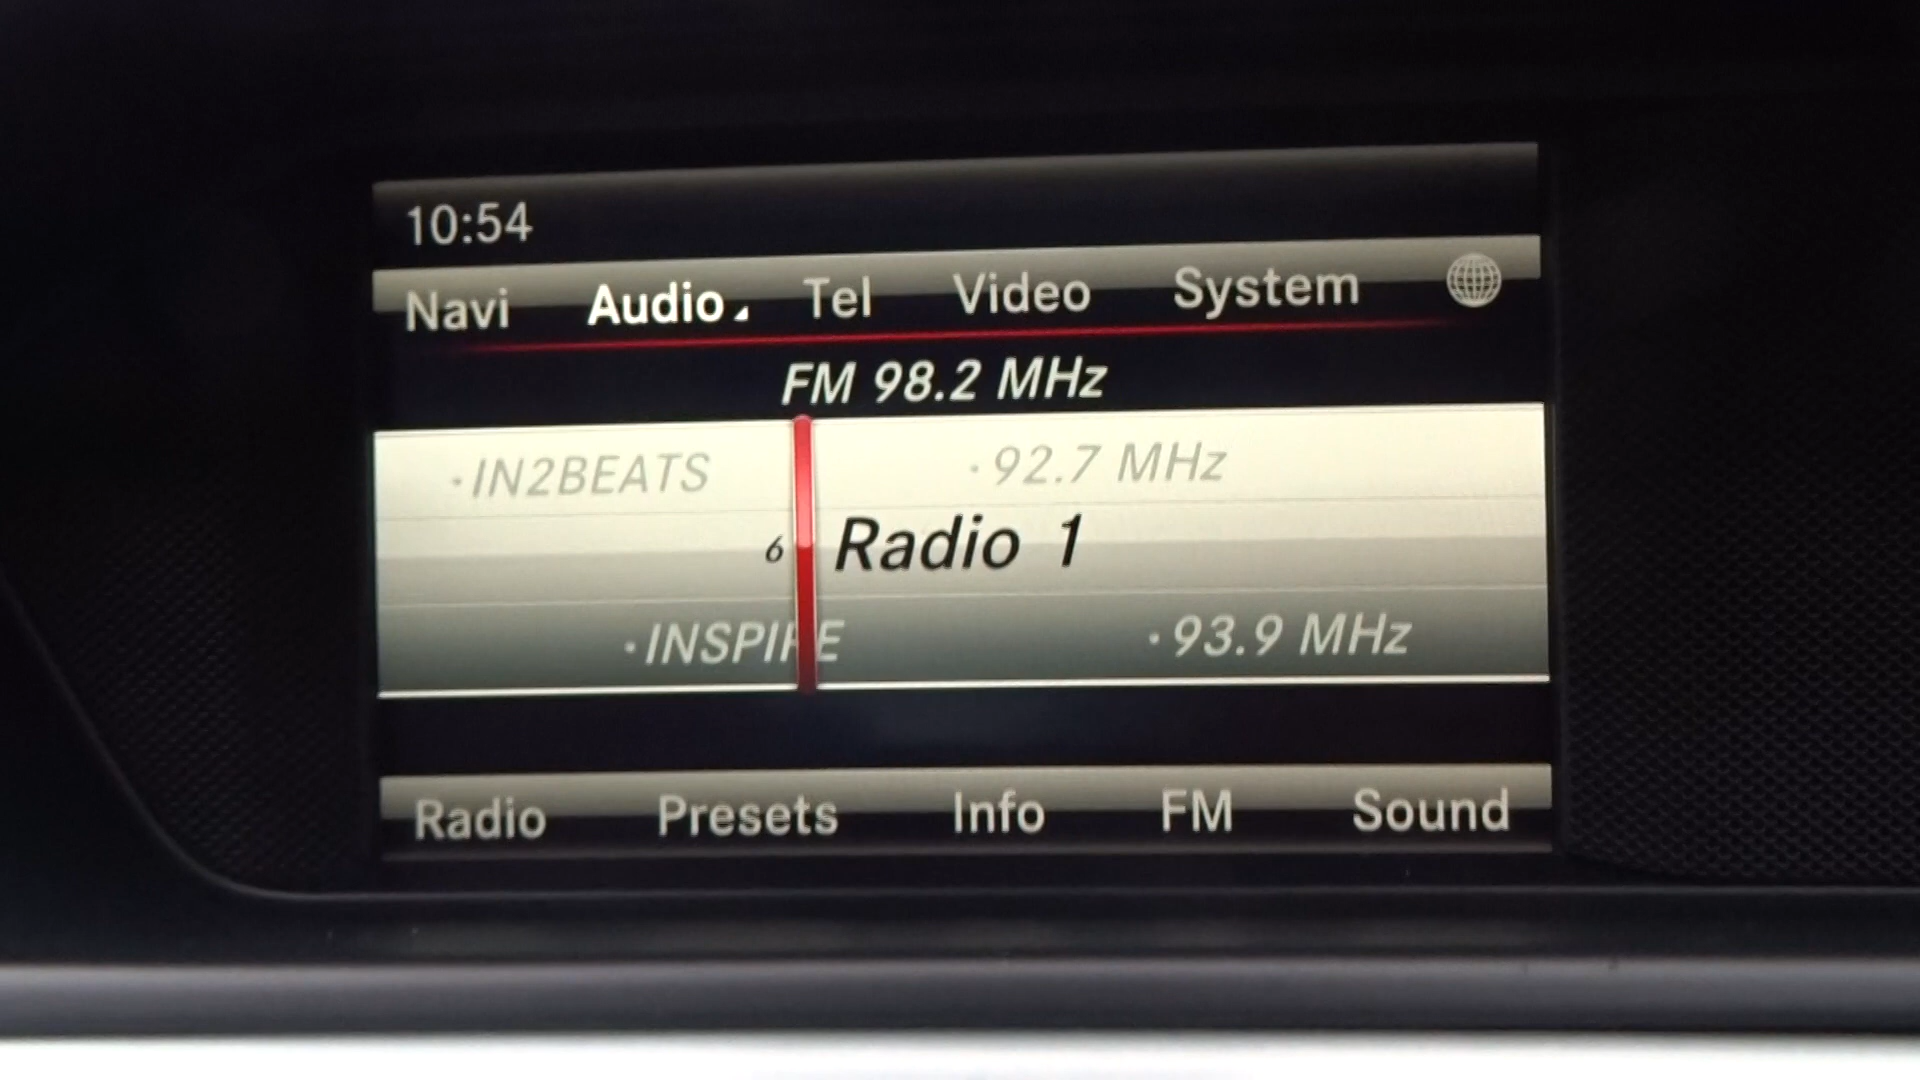 10:54
Navi Audio Tel Video System
FM 98.2 MHz
·IN2BEATS ·92.7 MHz
6 Radio 1
·INSPIRE ·93.9 MHz
Radio Presets Info FM Sound